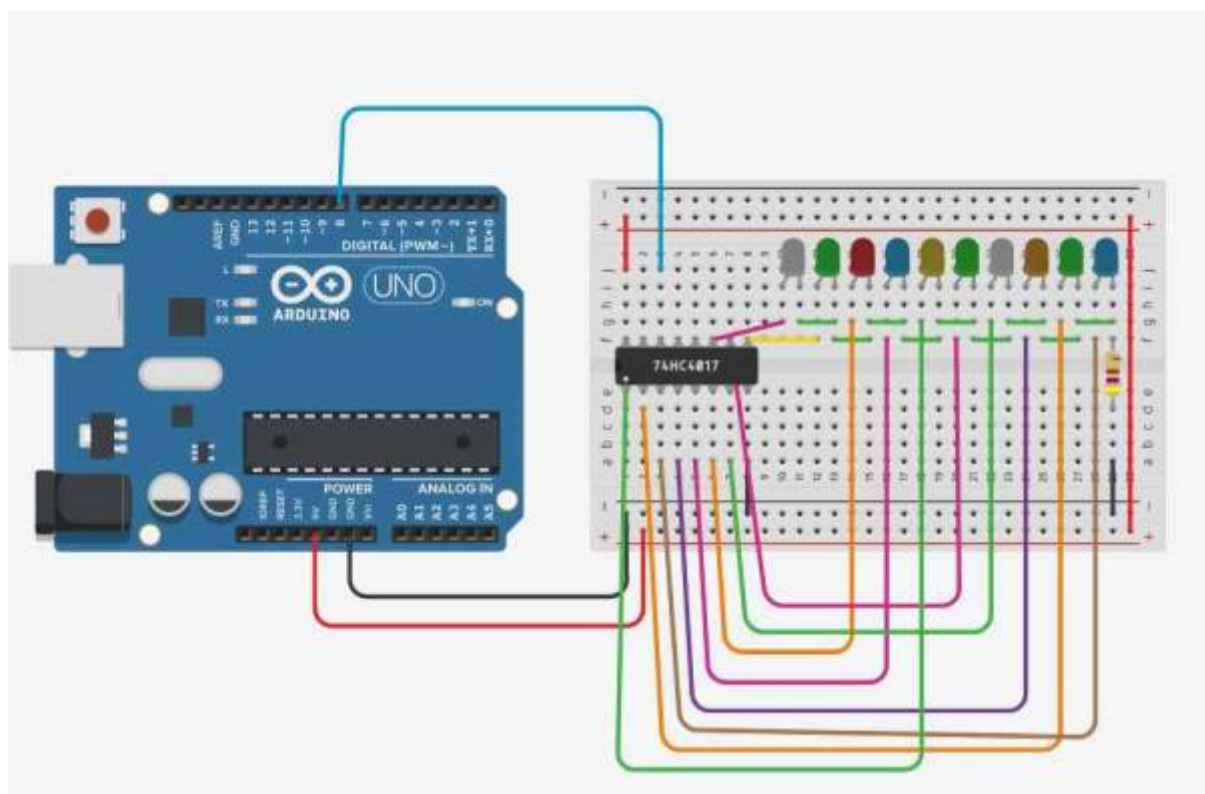 AREF
GND
13
12
~11
~10
~9
8
7
~6
~5
4
~3
2
TX→1
RX←0
DIGITAL (PWM~)
L
TX
RX
ARDUINO
UNO
ON
74HC4017
POWER
ANALOG IN
IOREF
RESET
3.3V
5V
GND
GND
Vin
A0
A1
A2
A3
A4
A5
j
i
h
g
f
e
d
c
b
a